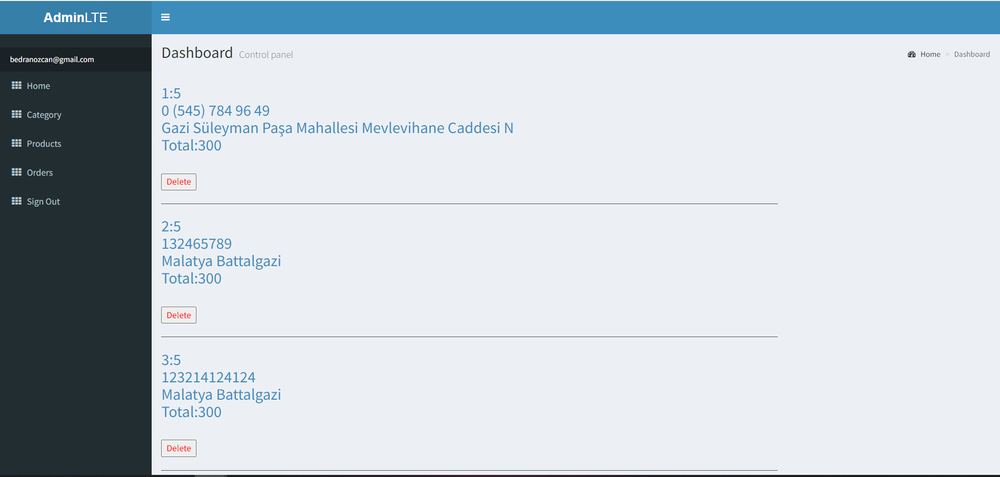 AdminLTE
bedranozcan@gmail.com
Home
Category
Products
Orders
Sign Out
Dashboard Control panel
Home > Dashboard
1:5
0 (545) 784 96 49
Gazi Süleyman Paşa Mahallesi Mevlevihane Caddesi N
Total:300
Delete
2:5
132465789
Malatya Battalgazi
Total:300
Delete
3:5
123214124124
Malatya Battalgazi
Total:300
Delete